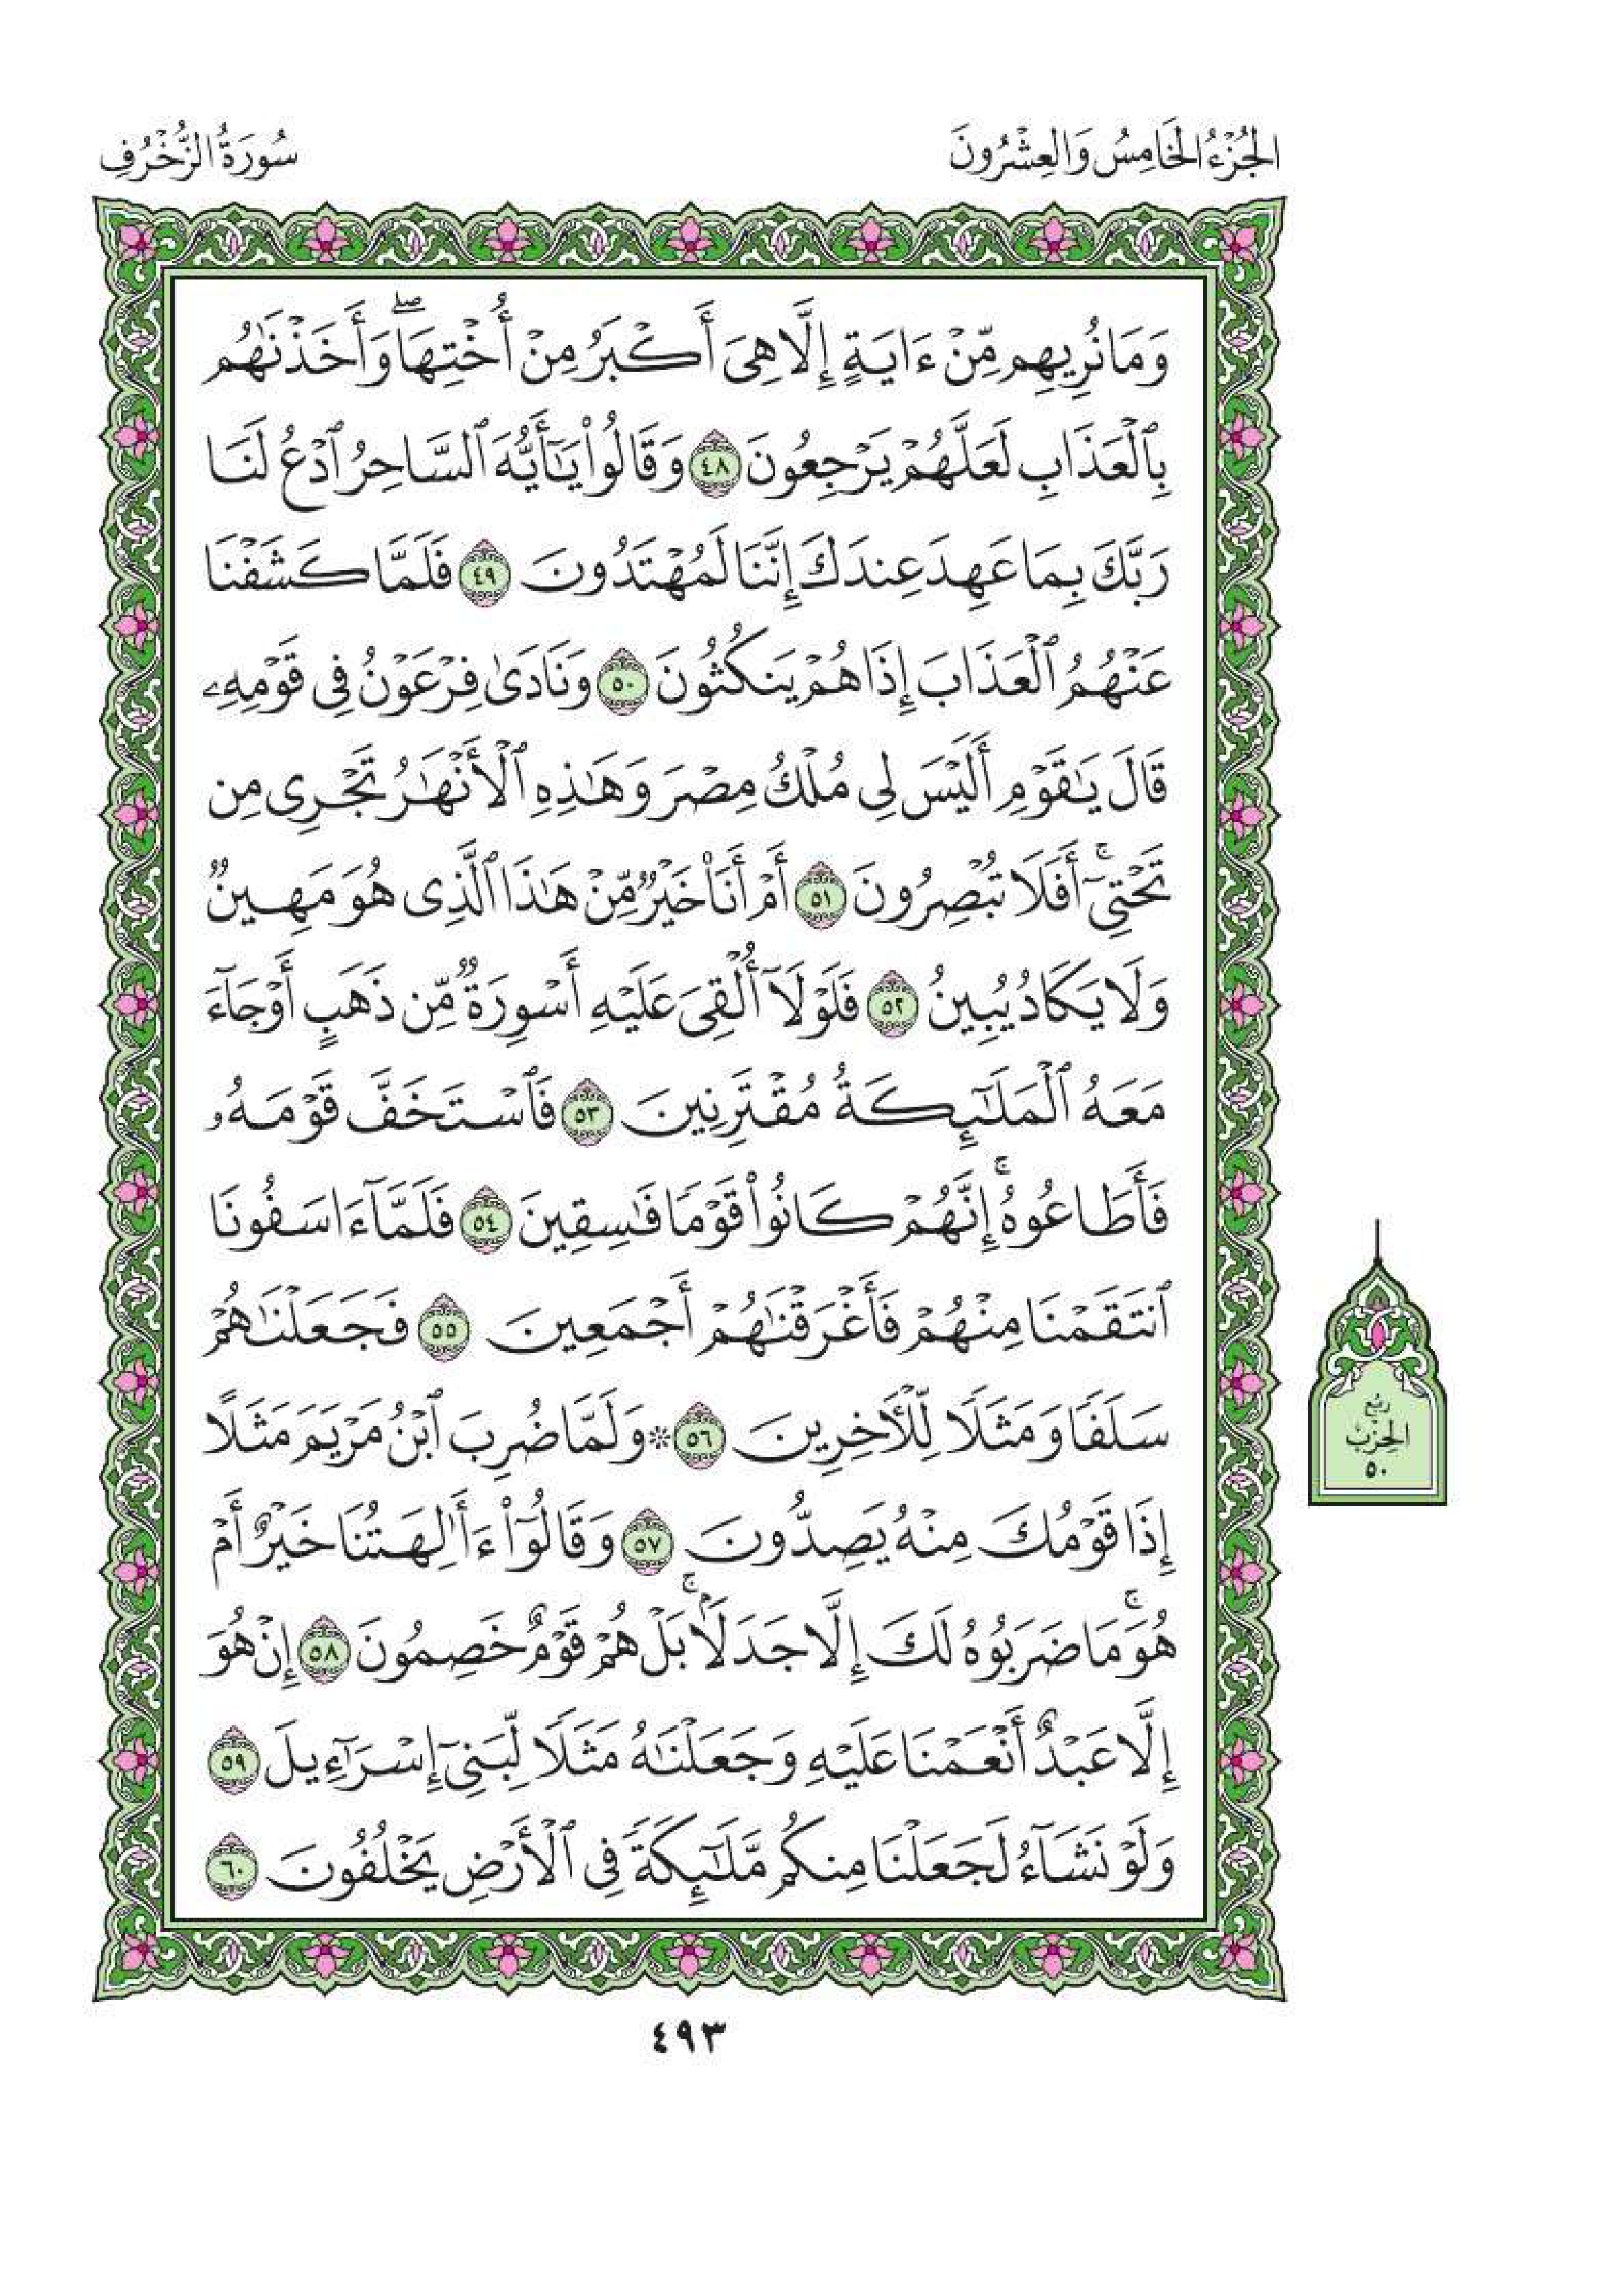 الجُزْءُ الخَامِسُ وَالعِشْرُونَ
سُورَةُ الزُّخْرُفِ
وَمَا نُرِيهِم مِّنْ ءَايَةٍ إِلَّا هِىَ أَكْبَرُ مِنْ أُخْتِهَاۖ وَأَخَذْنَٰهُم
بِٱلْعَذَابِ لَعَلَّهُمْ يَرْجِعُونَ ٤٨ وَقَالُوا۟ يَٰٓأَيُّهَ ٱلسَّاحِرُ ٱدْعُ لَنَا
رَبَّكَ بِمَا عَهِدَ عِندَكَ إِنَّنَا لَمُهْتَدُونَ ٤٩ فَلَمَّا كَشَفْنَا
عَنْهُمُ ٱلْعَذَابَ إِذَا هُمْ يَنكُثُونَ ٥٠ وَنَادَىٰ فِرْعَوْنُ فِى قَوْمِهِۦ
قَالَ يَٰقَوْمِ أَلَيْسَ لِى مُلْكُ مِصْرَ وَهَٰذِهِ ٱلْأَنْهَٰرُ تَجْرِى مِن
تَحْتِىٓۚ أَفَلَا تُبْصِرُونَ ٥١ أَمْ أَنَا۠ خَيْرٌ مِّنْ هَٰذَا ٱلَّذِى هُوَ مَهِينٌ
وَلَا يَكَادُ يُبِينُ ٥٢ فَلَوْلَآ أُلْقِىَ عَلَيْهِ أَسْوِرَةٌ مِّن ذَهَبٍ أَوْ جَآءَ
مَعَهُ ٱلْمَلَٰٓئِكَةُ مُقْتَرِنِينَ ٥٣ فَٱسْتَخَفَّ قَوْمَهُۥ
فَأَطَاعُوهُۚ إِنَّهُمْ كَانُوا۟ قَوْمًا فَٰسِقِينَ ٥٤ فَلَمَّآ ءَاسَفُونَا
ٱنتَقَمْنَا مِنْهُمْ فَأَغْرَقْنَٰهُمْ أَجْمَعِينَ ٥٥ فَجَعَلْنَٰهُمْ
سَلَفًا وَمَثَلًا لِّلْأَخِرِينَ ٥٦ ۞ وَلَمَّا ضُرِبَ ٱبْنُ مَرْيَمَ مَثَلًا
إِذَا قَوْمُكَ مِنْهُ يَصِدُّونَ ٥٧ وَقَالُوٓا۟ ءَأَٰلِهَتُنَا خَيْرٌ أَمْ
هُوَۚ مَا ضَرَبُوهُ لَكَ إِلَّا جَدَلًۢاۚ بَلْ هُمْ قَوْمٌ خَصِمُونَ ٥٨ إِنْ هُوَ
إِلَّا عَبْدٌ أَنْعَمْنَا عَلَيْهِ وَجَعَلْنَٰهُ مَثَلًا لِّبَنِىٓ إِسْرَٰٓءِيلَ ٥٩
وَلَوْ نَشَآءُ لَجَعَلْنَا مِنكُم مَّلَٰٓئِكَةً فِى ٱلْأَرْضِ يَخْلُفُونَ ٦٠
رُبْعُ
الحِزْبِ
٥٠
٤٩٣